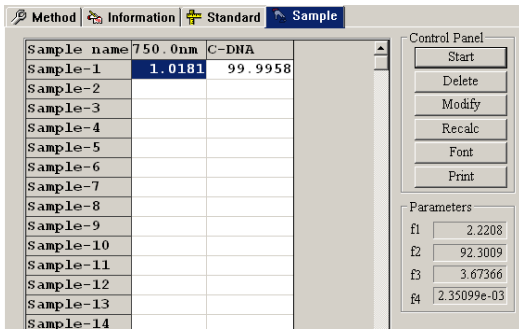 Method Information Standard Sample
Sample name 750.0nm C-DNA
Sample-1 1.0181 99.9958
Sample-2
Sample-3
Sample-4
Sample-5
Sample-6
Sample-7
Sample-8
Sample-9
Sample-10
Sample-11
Sample-12
Sample-13
Sample-14
Control Panel
Start
Delete
Modify
Recalc
Font
Print
Parameters
f1 2.2208
f2 92.3009
f3 3.67366
f4 2.35099e-03